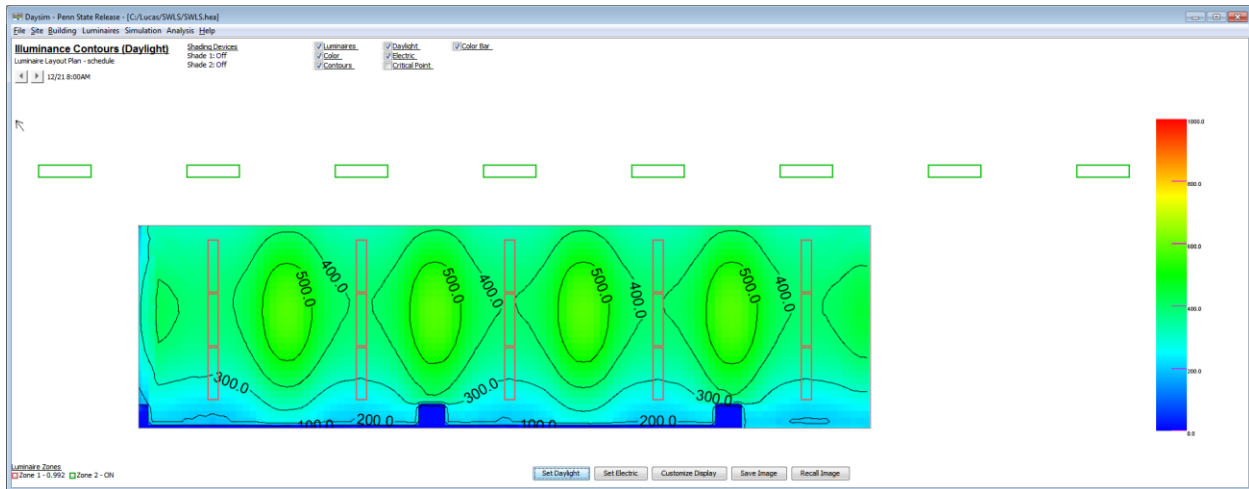 Daysim - Penn State Release - [C:/Lucas/SWLS/SWLS.hex]
File Site Building Luminaires Simulation Analysis Help
Illuminance Contours (Daylight)
Luminaire Layout Plan - schedule
12/21 8:00AM
Shading Devices
Shade 1: Off
Shade 2: Off
Luminaires
Color
Contours
Daylight
Electric
Critical Point
Color Bar
1000.0
800.0
600.0
400.0
200.0
0.0
500.0 400.0 500.0 400.0 500.0 400.0 500.0 400.0
300.0 300.0 300.0
100.0 200.0 100.0 200.0
Luminaire Zones
Zone 1 - 0.992 Zone 2 - ON
Set Daylight Set Electric Customize Display Save Image Recall Image